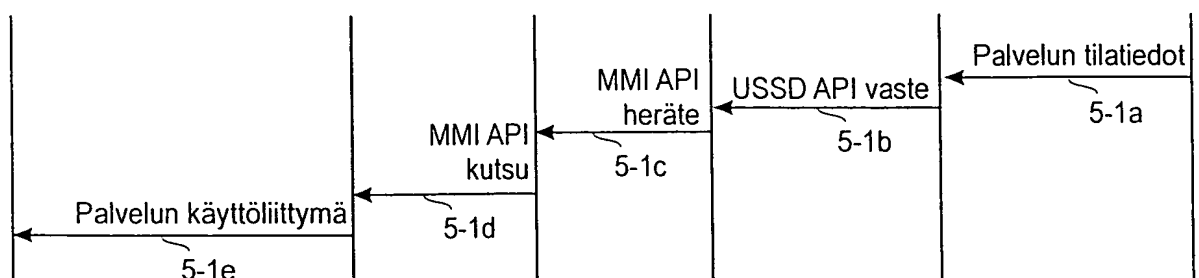 Palvelun tilatiedot
5-1a
USSD API vaste
5-1b
MMI API
heräte
5-1c
MMI API
kutsu
5-1d
Palvelun käyttöliittymä
5-1e